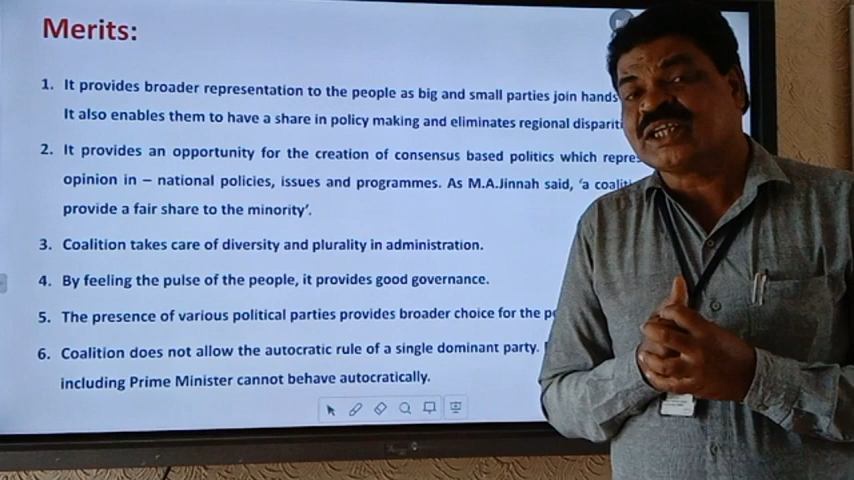 Merits:
1. It provides broader representation to the people as big and small parties join hands
It also enables them to have a share in policy making and eliminates regional
2. It provides an opportunity for the creation of consensus based politics which
opinion in – national policies, issues and programmes. As M.A.Jinnah said, ‘a
provide a fair share to the minority’.
3. Coalition takes care of diversity and plurality in administration.
4. By feeling the pulse of the people, it provides good governance.
5. The presence of various political parties provides broader choice for the
6. Coalition does not allow the autocratic rule of a single dominant party.
including Prime Minister cannot behave autocratically.